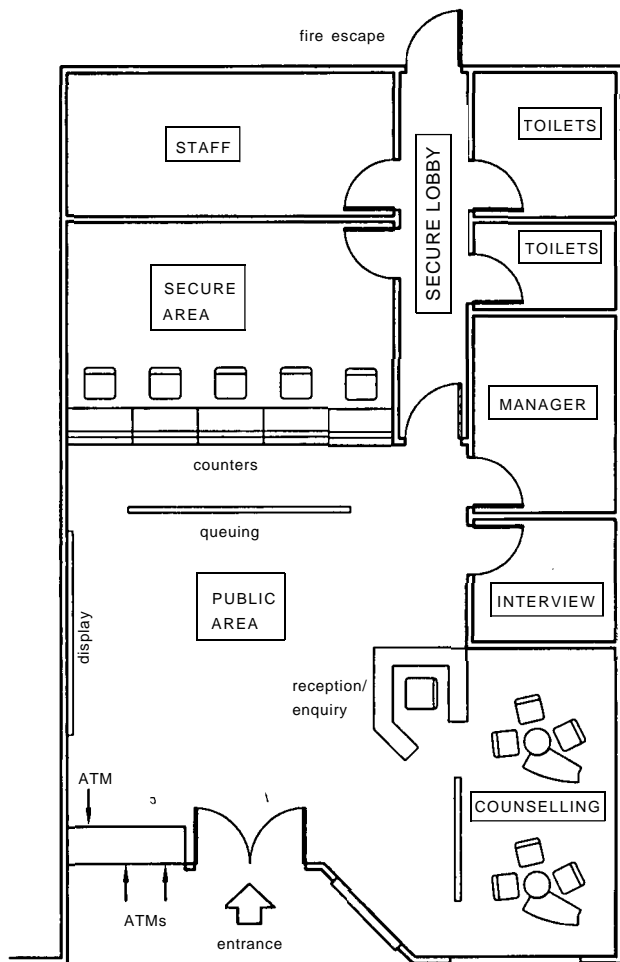 fire escape
STAFF
TOILETS
SECURE LOBBY
TOILETS
SECURE
AREA
MANAGER
counters
queuing
INTERVIEW
PUBLIC
AREA
display
reception/
enquiry
ATM
COUNSELLING
ATMs
entrance